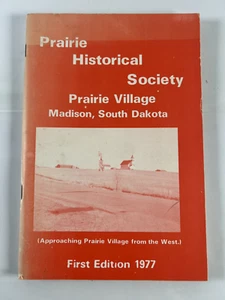 Prairie
Historical
Society
Prairie Village
Madison, South Dakota
(Approaching Prairie Village from the West.)
First Edition 1977